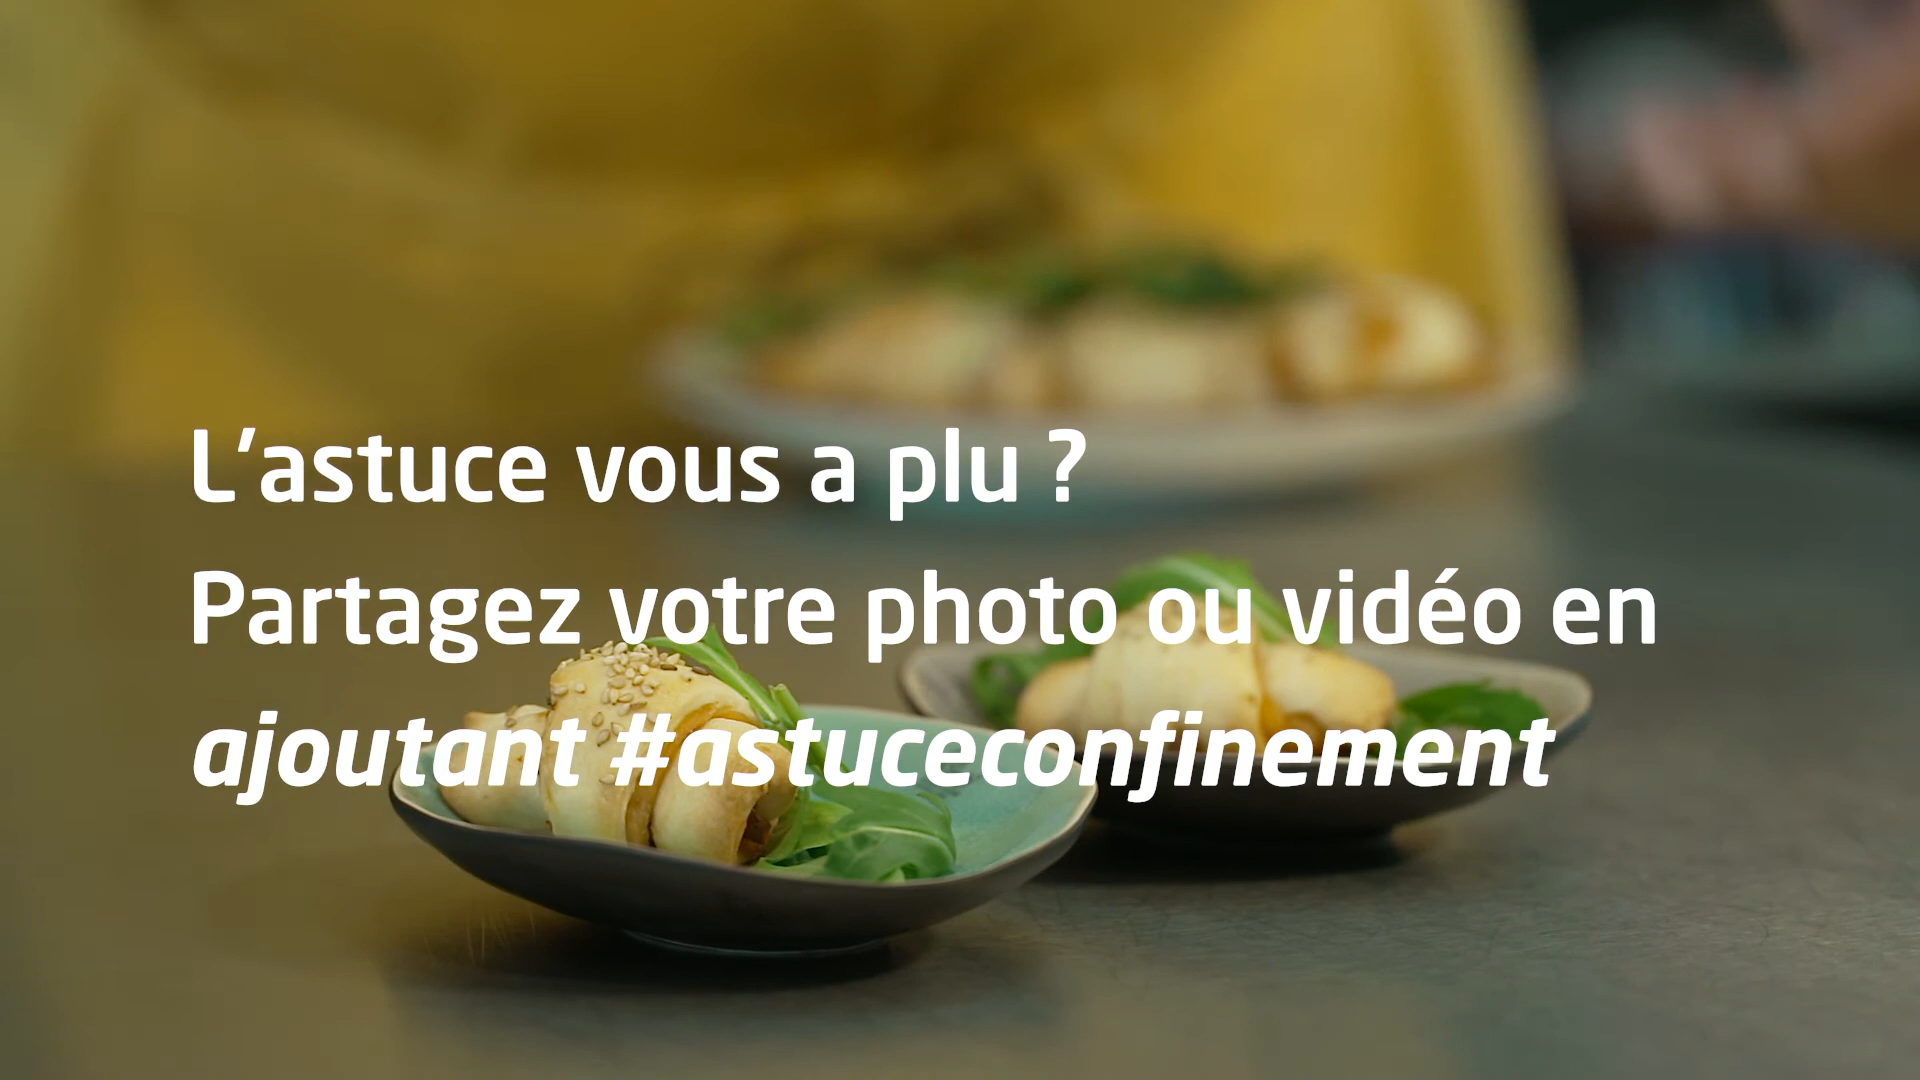 L’astuce vous a plu ?
Partagez votre photo ou vidéo en
ajoutant #astuceconfinement